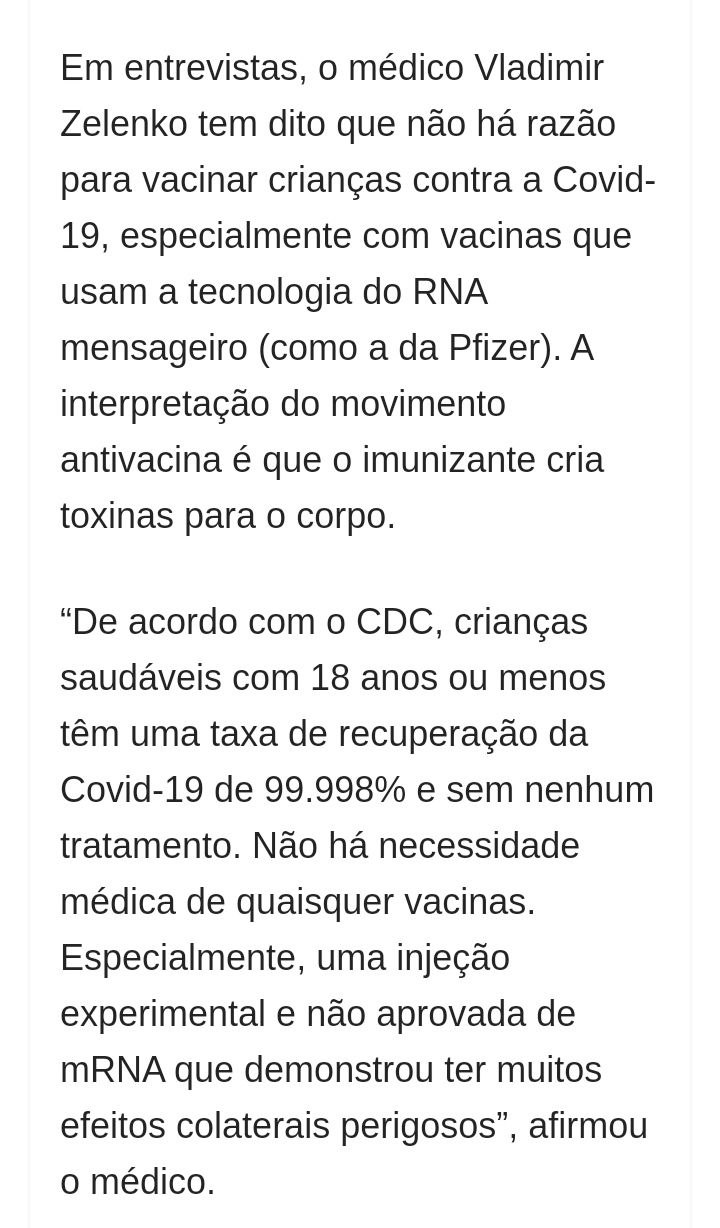 Em entrevistas, o médico Vladimir
Zelenko tem dito que não há razão
para vacinar crianças contra a Covid-
19, especialmente com vacinas que
usam a tecnologia do RNA
mensageiro (como a da Pfizer). A
interpretação do movimento
antivacina é que o imunizante cria
toxinas para o corpo.
“De acordo com o CDC, crianças
saudáveis com 18 anos ou menos
têm uma taxa de recuperação da
Covid-19 de 99.998% e sem nenhum
tratamento. Não há necessidade
médica de quaisquer vacinas.
Especialmente, uma injeção
experimental e não aprovada de
mRNA que demonstrou ter muitos
efeitos colaterais perigosos”, afirmou
o médico.